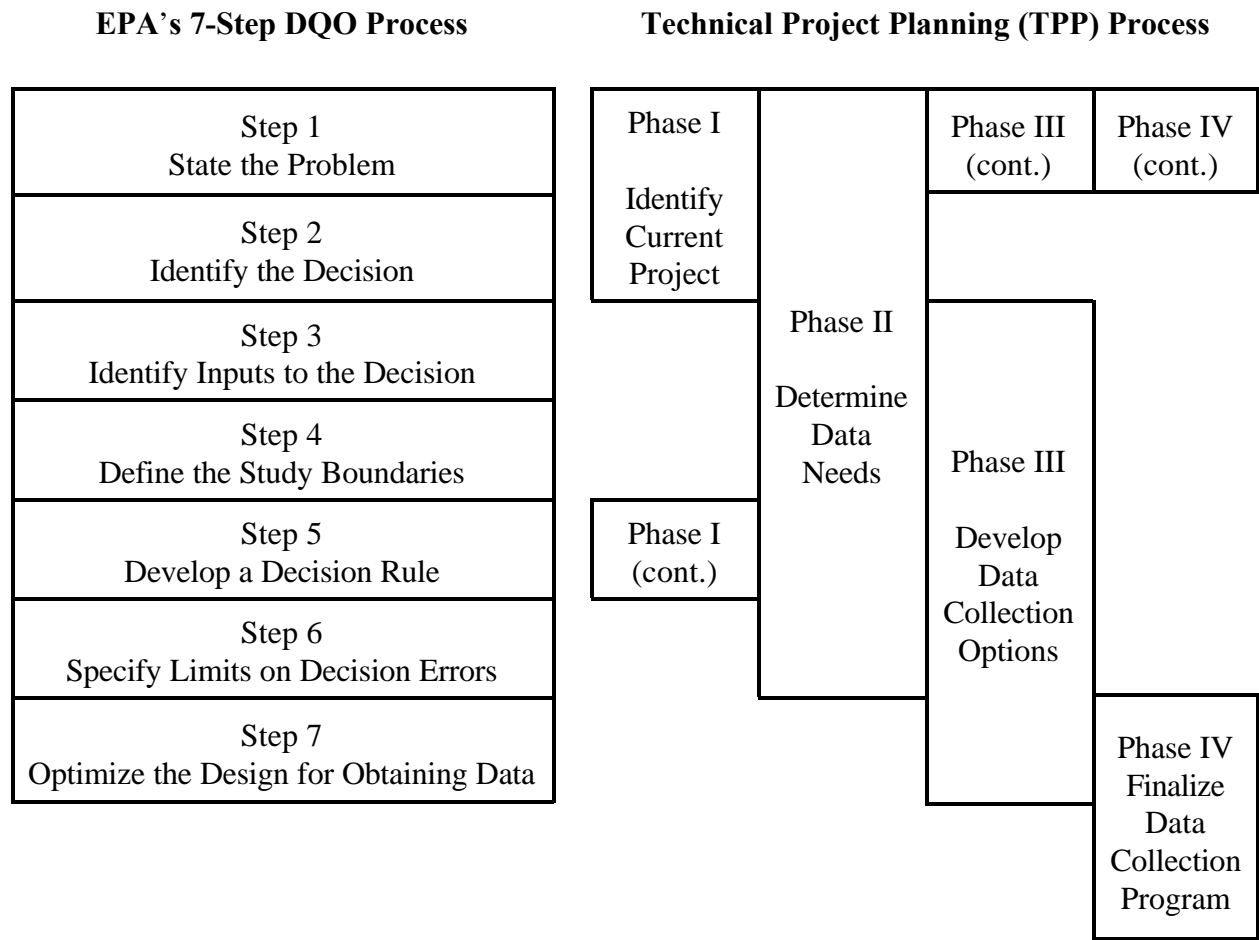 EPA's 7-Step DQO Process
Technical Project Planning (TPP) Process
Step 1
State the Problem
Step 2
Identify the Decision
Step 3
Identify Inputs to the Decision
Step 4
Define the Study Boundaries
Step 5
Develop a Decision Rule
Step 6
Specify Limits on Decision Errors
Step 7
Optimize the Design for Obtaining Data
Phase I
Identify
Current
Project
Phase I
(cont.)
Phase II
Determine
Data
Needs
Phase III
(cont.)
Phase III
Develop
Data
Collection
Options
Phase IV
(cont.)
Phase IV
Finalize
Data
Collection
Program